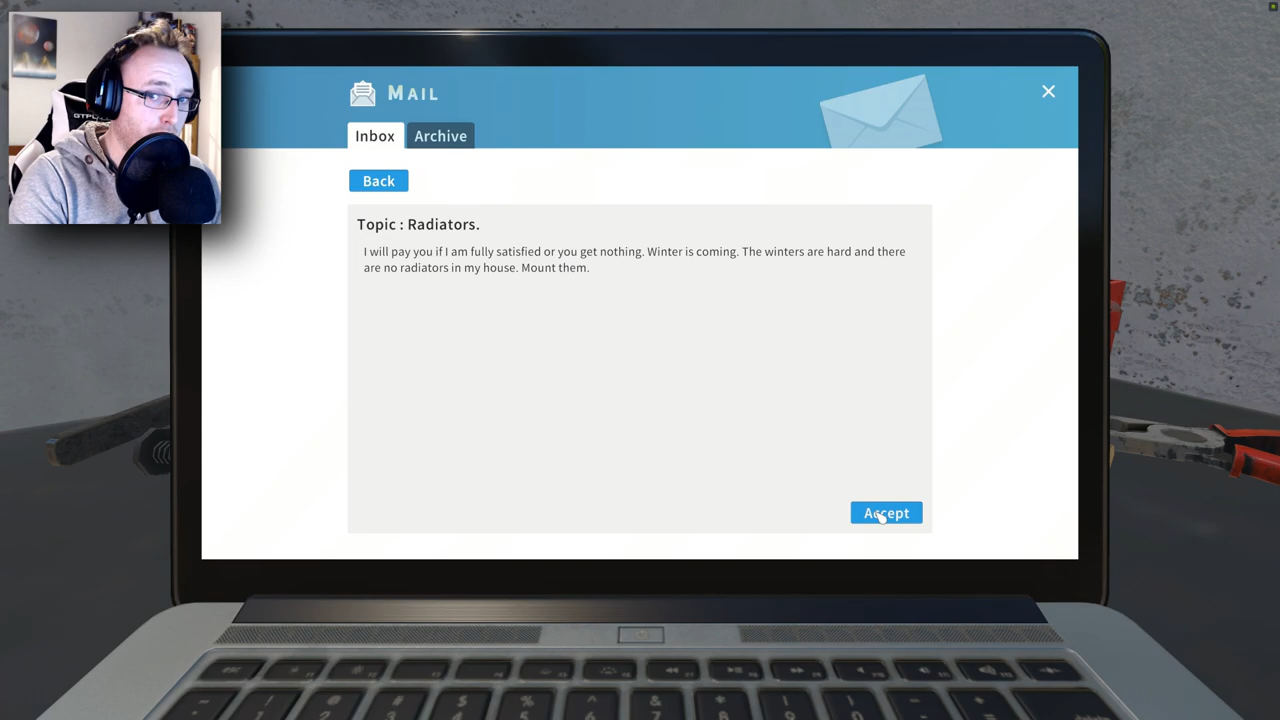 MAIL
Inbox
Archive
Back
Topic : Radiators.
I will pay you if I am fully satisfied or you get nothing. Winter is coming. The winters are hard and there
are no radiators in my house. Mount them.
Accept